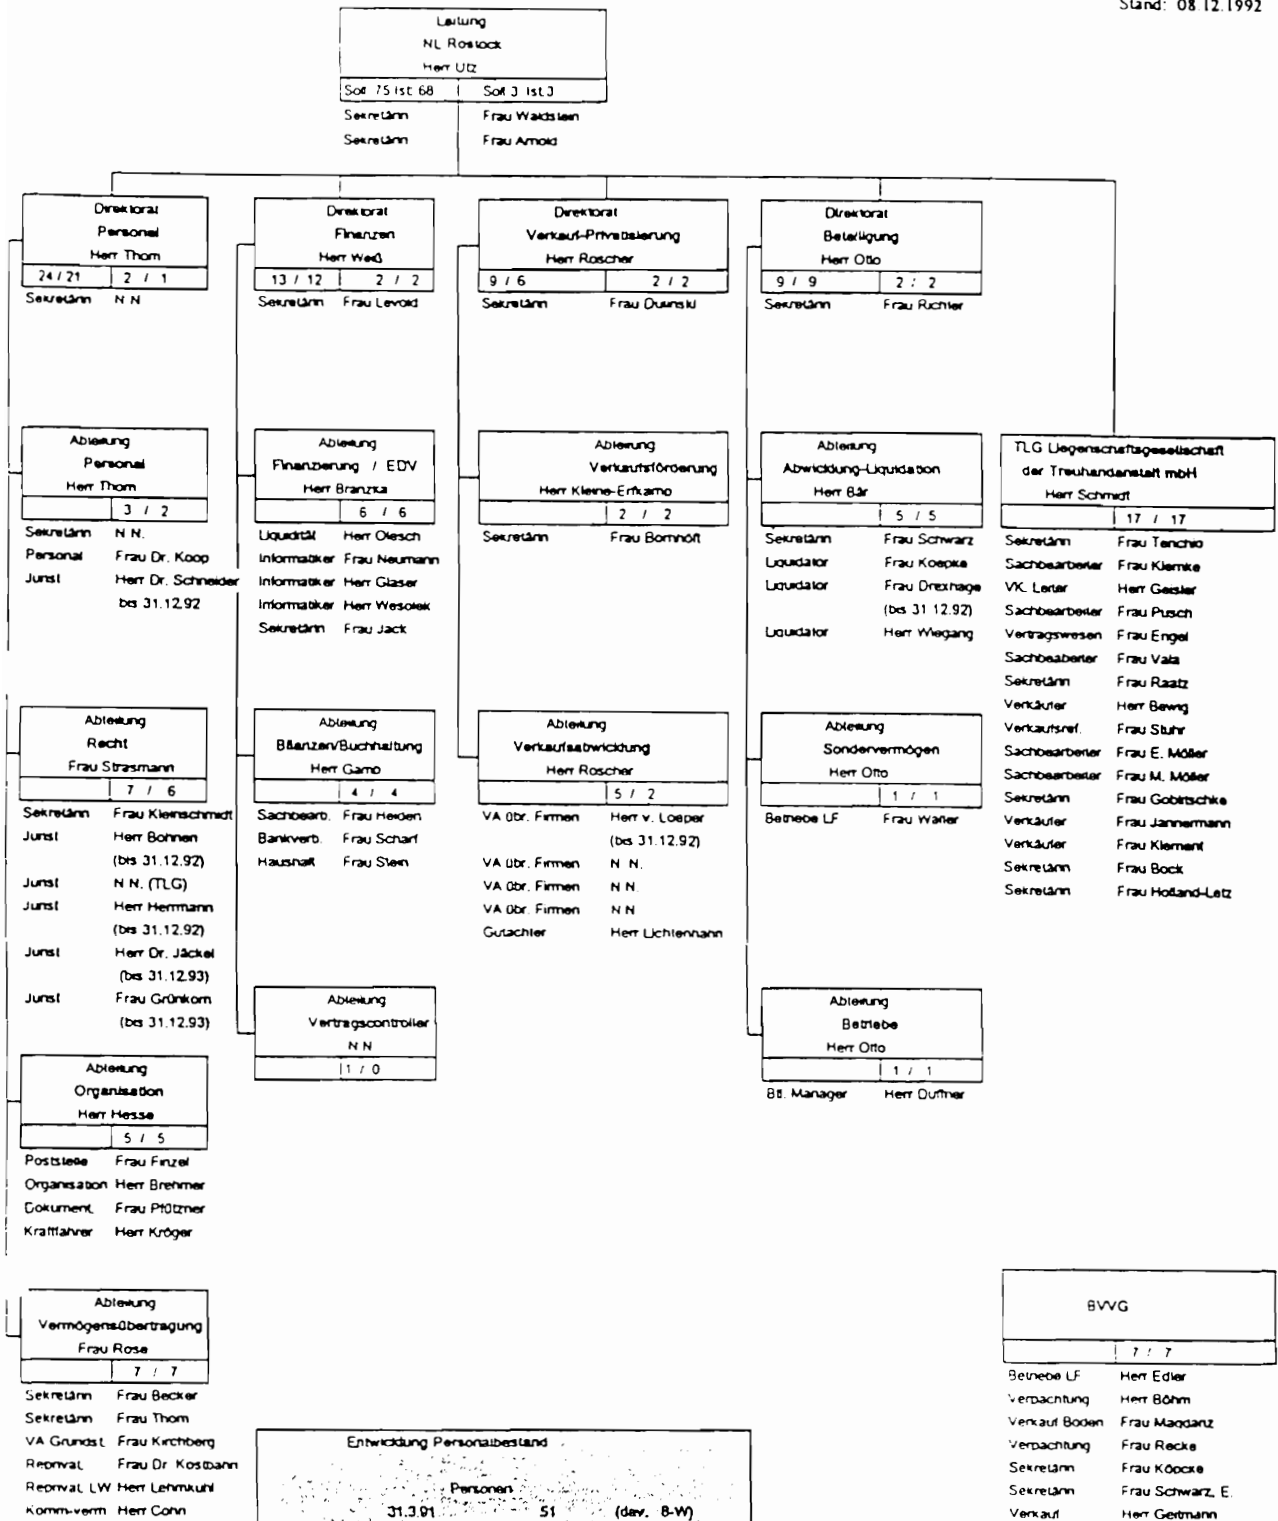 Stand: 08.12.1992
Leitung
NL Rostock
Herr Utz
Soll 75 Ist 68 Soll 3 Ist 3
Sekretärin Frau Waldstein
Sekretärin Frau Arnold
Direktorat
Personal
Herr Thom
24 / 21 2 / 1
Sekretärin N N
Direktorat
Finanzen
Herr Weiß
13 / 12 2 / 2
Sekretärin Frau Levold
Direktorat
Verkauf-Privatisierung
Herr Roscher
9 / 6 2 / 2
Sekretärin
Direktorat
Beteiligung
Herr Otto
9 / 9 2 : 2
Sekretärin Frau Richter
Abteilung
Personal
Herr Thom
3 / 2
Sekretärin N N.
Personal Frau Dr. Koop
Jurist Herr Dr. Schneider
bis 31.12.92
Abteilung
Finanzierung / EDV
Herr Branzka
6 / 6
Liquidität Herr Olesch
Informatiker Frau Neumann
Informatiker Herr Glaser
Informatiker Herr Wesolek
Sekretärin Frau Jack
Abteilung
Verkaufsförderung
Herr Kleine-Erfkamp
2 / 2
Sekretärin Frau Bornhöft
Abteilung
Abwicklung-Liquidation
Herr Bär
5 / 5
Sekretärin Frau Schwarz
Liquidator Frau Koepke
Liquidator Frau Drexhage
(bis 31 12.92)
Liquidator Herr Wiegang
TLG Liegenschaftsgesellschaft
der Treuhandanstalt mbH
Herr Schmidt
17 / 17
Sekretärin Frau Tenchio
Sachbearbeiter Frau Klemke
VK. Leiter Herr Geisler
Sachbearbeiter Frau Pusch
Vertragswesen Frau Engel
Sachbeaberter Frau Vala
Sekretärin Frau Raatz
Verkäufer Herr Bewig
Verkaufsref. Frau Stuhr
Sachbearbeiter Frau E. Möller
Sachbearbeiter Frau M. Möller
Sekretärin Frau Gobitschke
Verkäufer Frau Jannermann
Verkäufer Frau Klement
Sekretärin Frau Bock
Sekretärin Frau Holland-Letz
Abteilung
Recht
Frau Strasmann
7 / 6
Sekretärin Frau Kleinschmidt
Jurist Herr Bohnen
(bis 31.12.92)
Jurist N N. (TLG)
Jurist Herr Herrmann
(bis 31.12.92)
Jurist Herr Dr. Jäckel
(bis 31.12.93)
Jurist Frau Grünkorn
(bis 31.12.93)
Abteilung
Bilanzen/Buchhaltung
Herr Gamp
4 / 4
Sachbearb. Frau Heiden
Bankverb. Frau Scharf
Haushalt Frau Stein
Abteilung
Verkaufsabwicklung
Herr Roscher
5 / 2
VA übr. Firmen Herr v. Loeper
(bis 31.12.92)
VA übr. Firmen N N.
VA übr. Firmen N N.
VA übr. Firmen N N
Gutachter Herr Lichtenhann
Abteilung
Sondervermögen
Herr Otto
1 / 1
Betriebe LF Frau Walter
Abteilung
Vertragscontroller
N N
1 / 0
Abteilung
Betriebe
Herr Otto
1 / 1
Btl. Manager Herr Duffner
Abteilung
Organisation
Herr Hesse
5 / 5
Poststelle Frau Finzel
Organisation Herr Brehmer
Dokument. Frau Pfützner
Kraftfahrer Herr Kröger
Abteilung
Vermögensübertragung
Frau Rose
7 / 7
Sekretärin Frau Becker
Sekretärin Frau Thom
VA Grundst. Frau Kirchberg
Reprivat. Frau Dr Kostbahn
Reprivat. LW Herr Lehmkuhl
Komm-verm Herr Cohn
Entwicklung Personalbestand
Personen
31.3.91 51 (dav. 8-W)
BVVG
7 / 7
Betriebe LF Herr Edler
Verpachtung Herr Böhm
Verkauf Boden Frau Magdanz
Verpachtung Frau Recke
Sekretärin Frau Köpcke
Sekretärin Frau Schwarz, E.
Verkauf Herr Gertmann